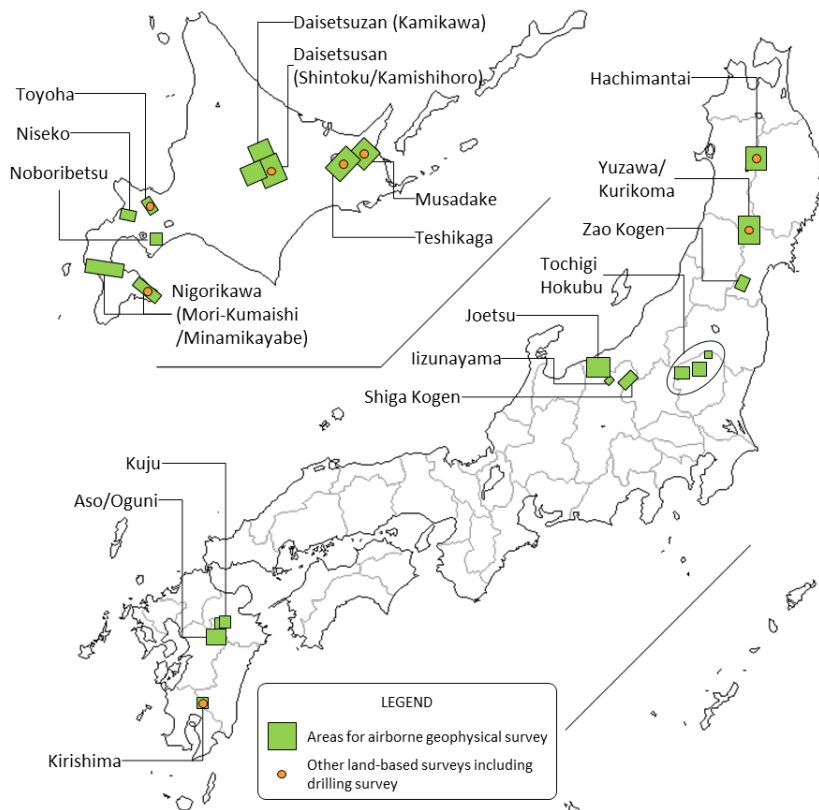 Daisetsuzan (Kamikawa)
Daisetsusan
(Shintoku/Kamishihoro)
Toyoha
Niseko
Noboribetsu
Musadake
Teshikaga
Nigorikawa
(Mori-Kumaishi
/Minamikayabe)
Hachimantai
Yuzawa/
Kurikoma
Zao Kogen
Tochigi
Hokubu
Joetsu
Iizunayama
Shiga Kogen
Kuju
Aso/Oguni
Kirishima
LEGEND
Areas for airborne geophysical survey
Other land-based surveys including
drilling survey